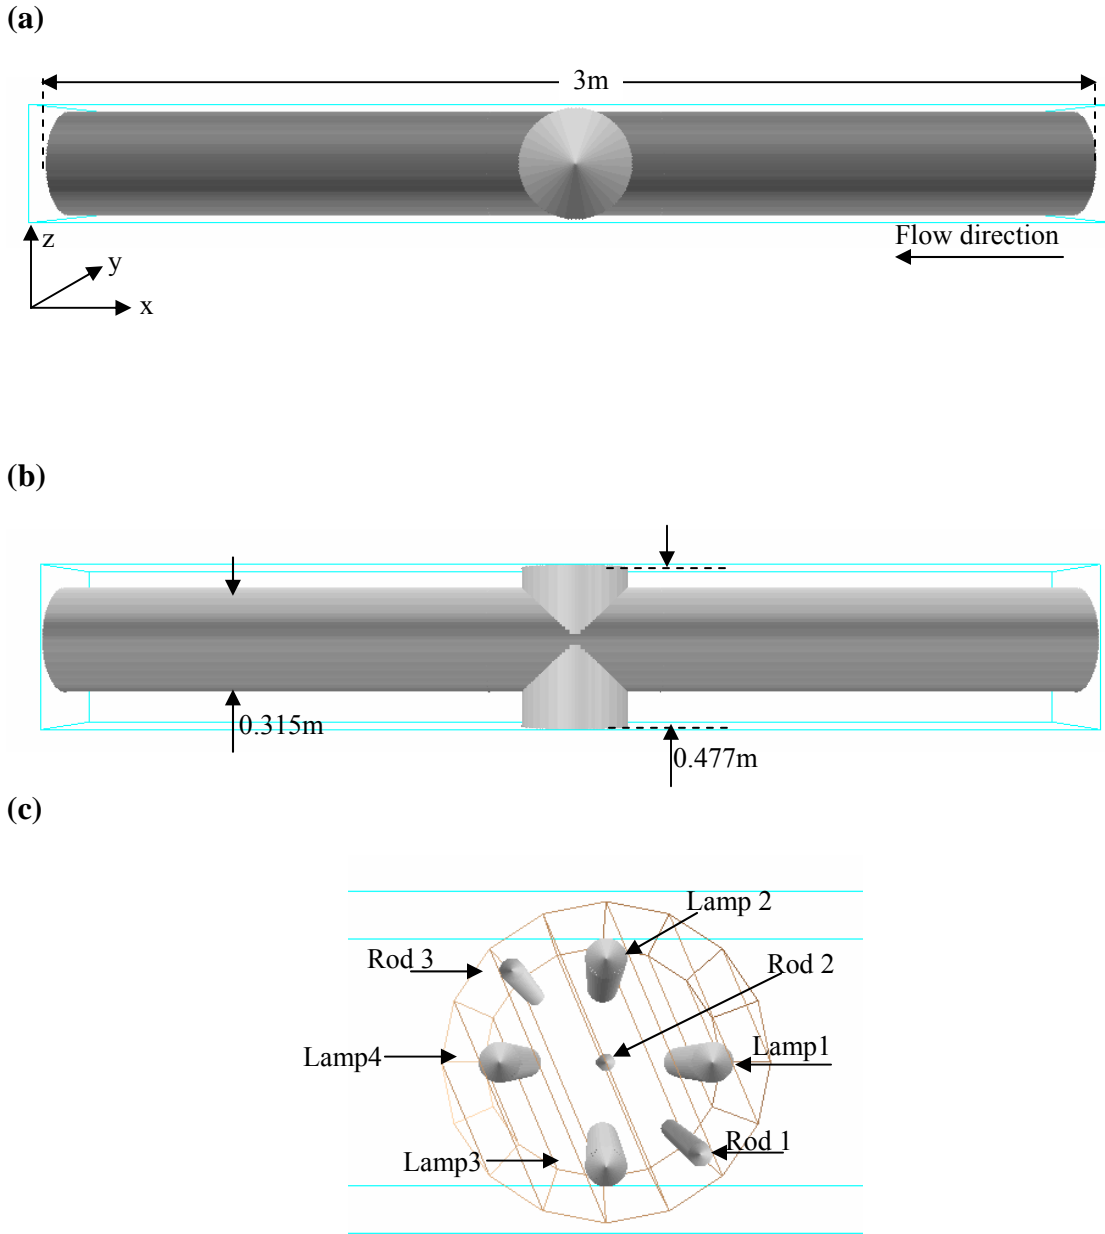 (a)
3m
Flow direction
z
y
x
(b)
0.315m
0.477m
(c)
Lamp 2
Rod 3
Rod 2
Lamp4
Lamp1
Lamp3
Rod 1